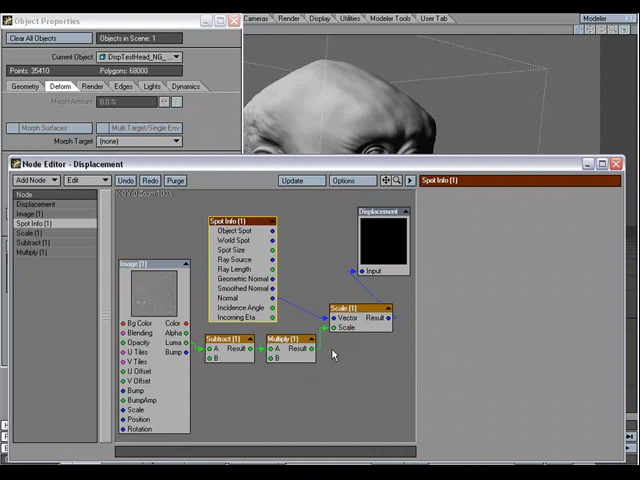 Object Properties
Cameras Render Display Utilities Modeler Tools User Tab Modeler
Clear All Objects Objects in Scene: 1
Current Object DispTestHead_NG_...
Points: 35410 Polygons: 68000
Geometry Deform Render Edges Lights Dynamics
Morph Amount 0.0 % E
Morph Surfaces Multi Target/Single Env
Morph Target (none)
Node Editor - Displacement
Add Node Edit Undo Redo Purge Update Options Spot Info (1)
Node
Displacement
Image (1)
Spot Info (1)
Scale (1)
Subtract (1)
Multiply (1)
Spot Info (1)
Object Spot
World Spot
Spot Size
Ray Source
Ray Length
Geometric Normal
Smoothed Normal
Normal
Incidence Angle
Incoming Eta
Displacement
Input
Image (1)
Bg Color Color
Blending Alpha
Opacity Luma
U Tiles Bump
V Tiles
U Offset
V Offset
Bump
BumpAmp
Scale
Position
Rotation
Scale (1)
Vector Result
Scale
Subtract (1)
A Result
B
Multiply (1)
A Result
B